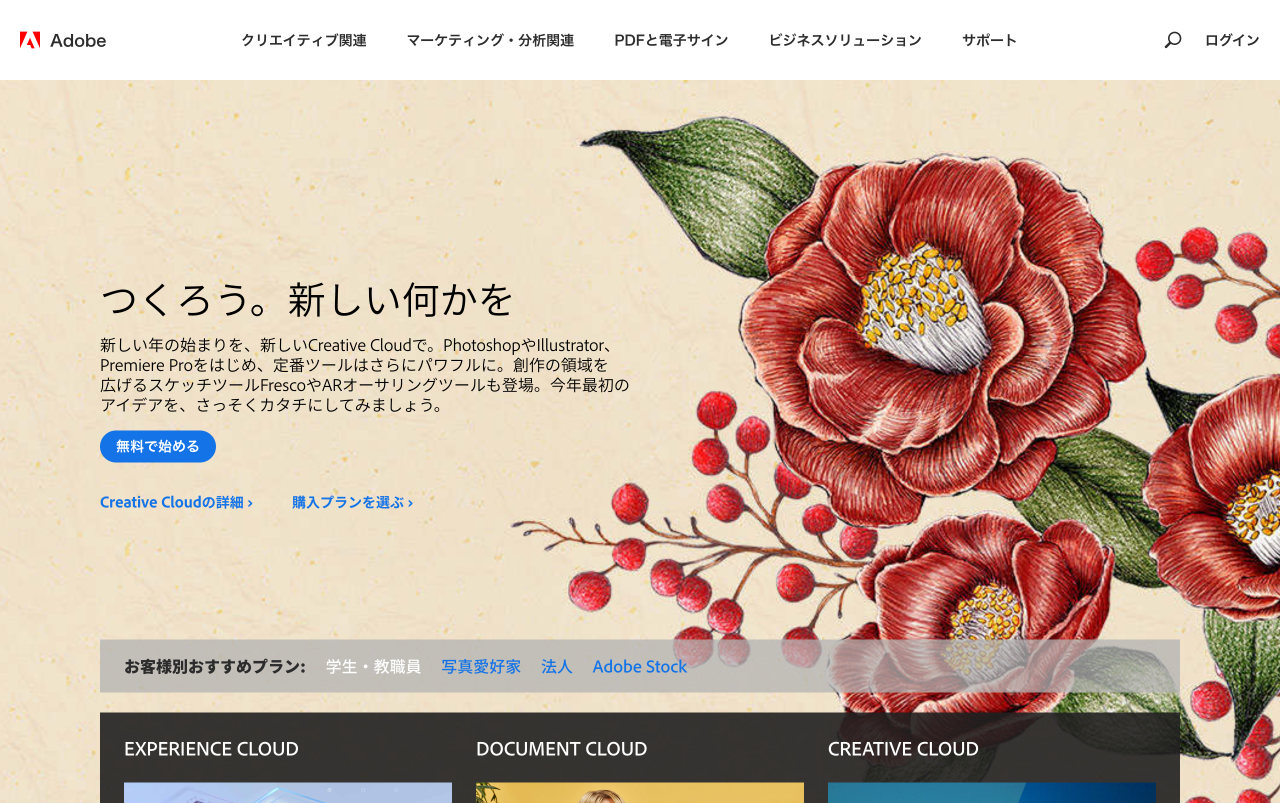 Adobe
クリエイティブ関連
マーケティング・分析関連
PDFと電子サイン
ビジネスソリューション
サポート
ログイン
つくろう。新しい何かを
新しい年の始まりを、新しいCreative Cloudで。PhotoshopやIllustrator、
Premiere Proをはじめ、定番ツールはさらにパワフルに。創作の領域を
広げるスケッチツールFrescoやARオーサリングツールも登場。今年最初の
アイデアを、さっそくカタチにしてみましょう。
無料で始める
Creative Cloudの詳細 ›
購入プランを選ぶ ›
お客様別おすすめプラン:
学生・教職員
写真愛好家
法人
Adobe Stock
EXPERIENCE CLOUD
DOCUMENT CLOUD
CREATIVE CLOUD